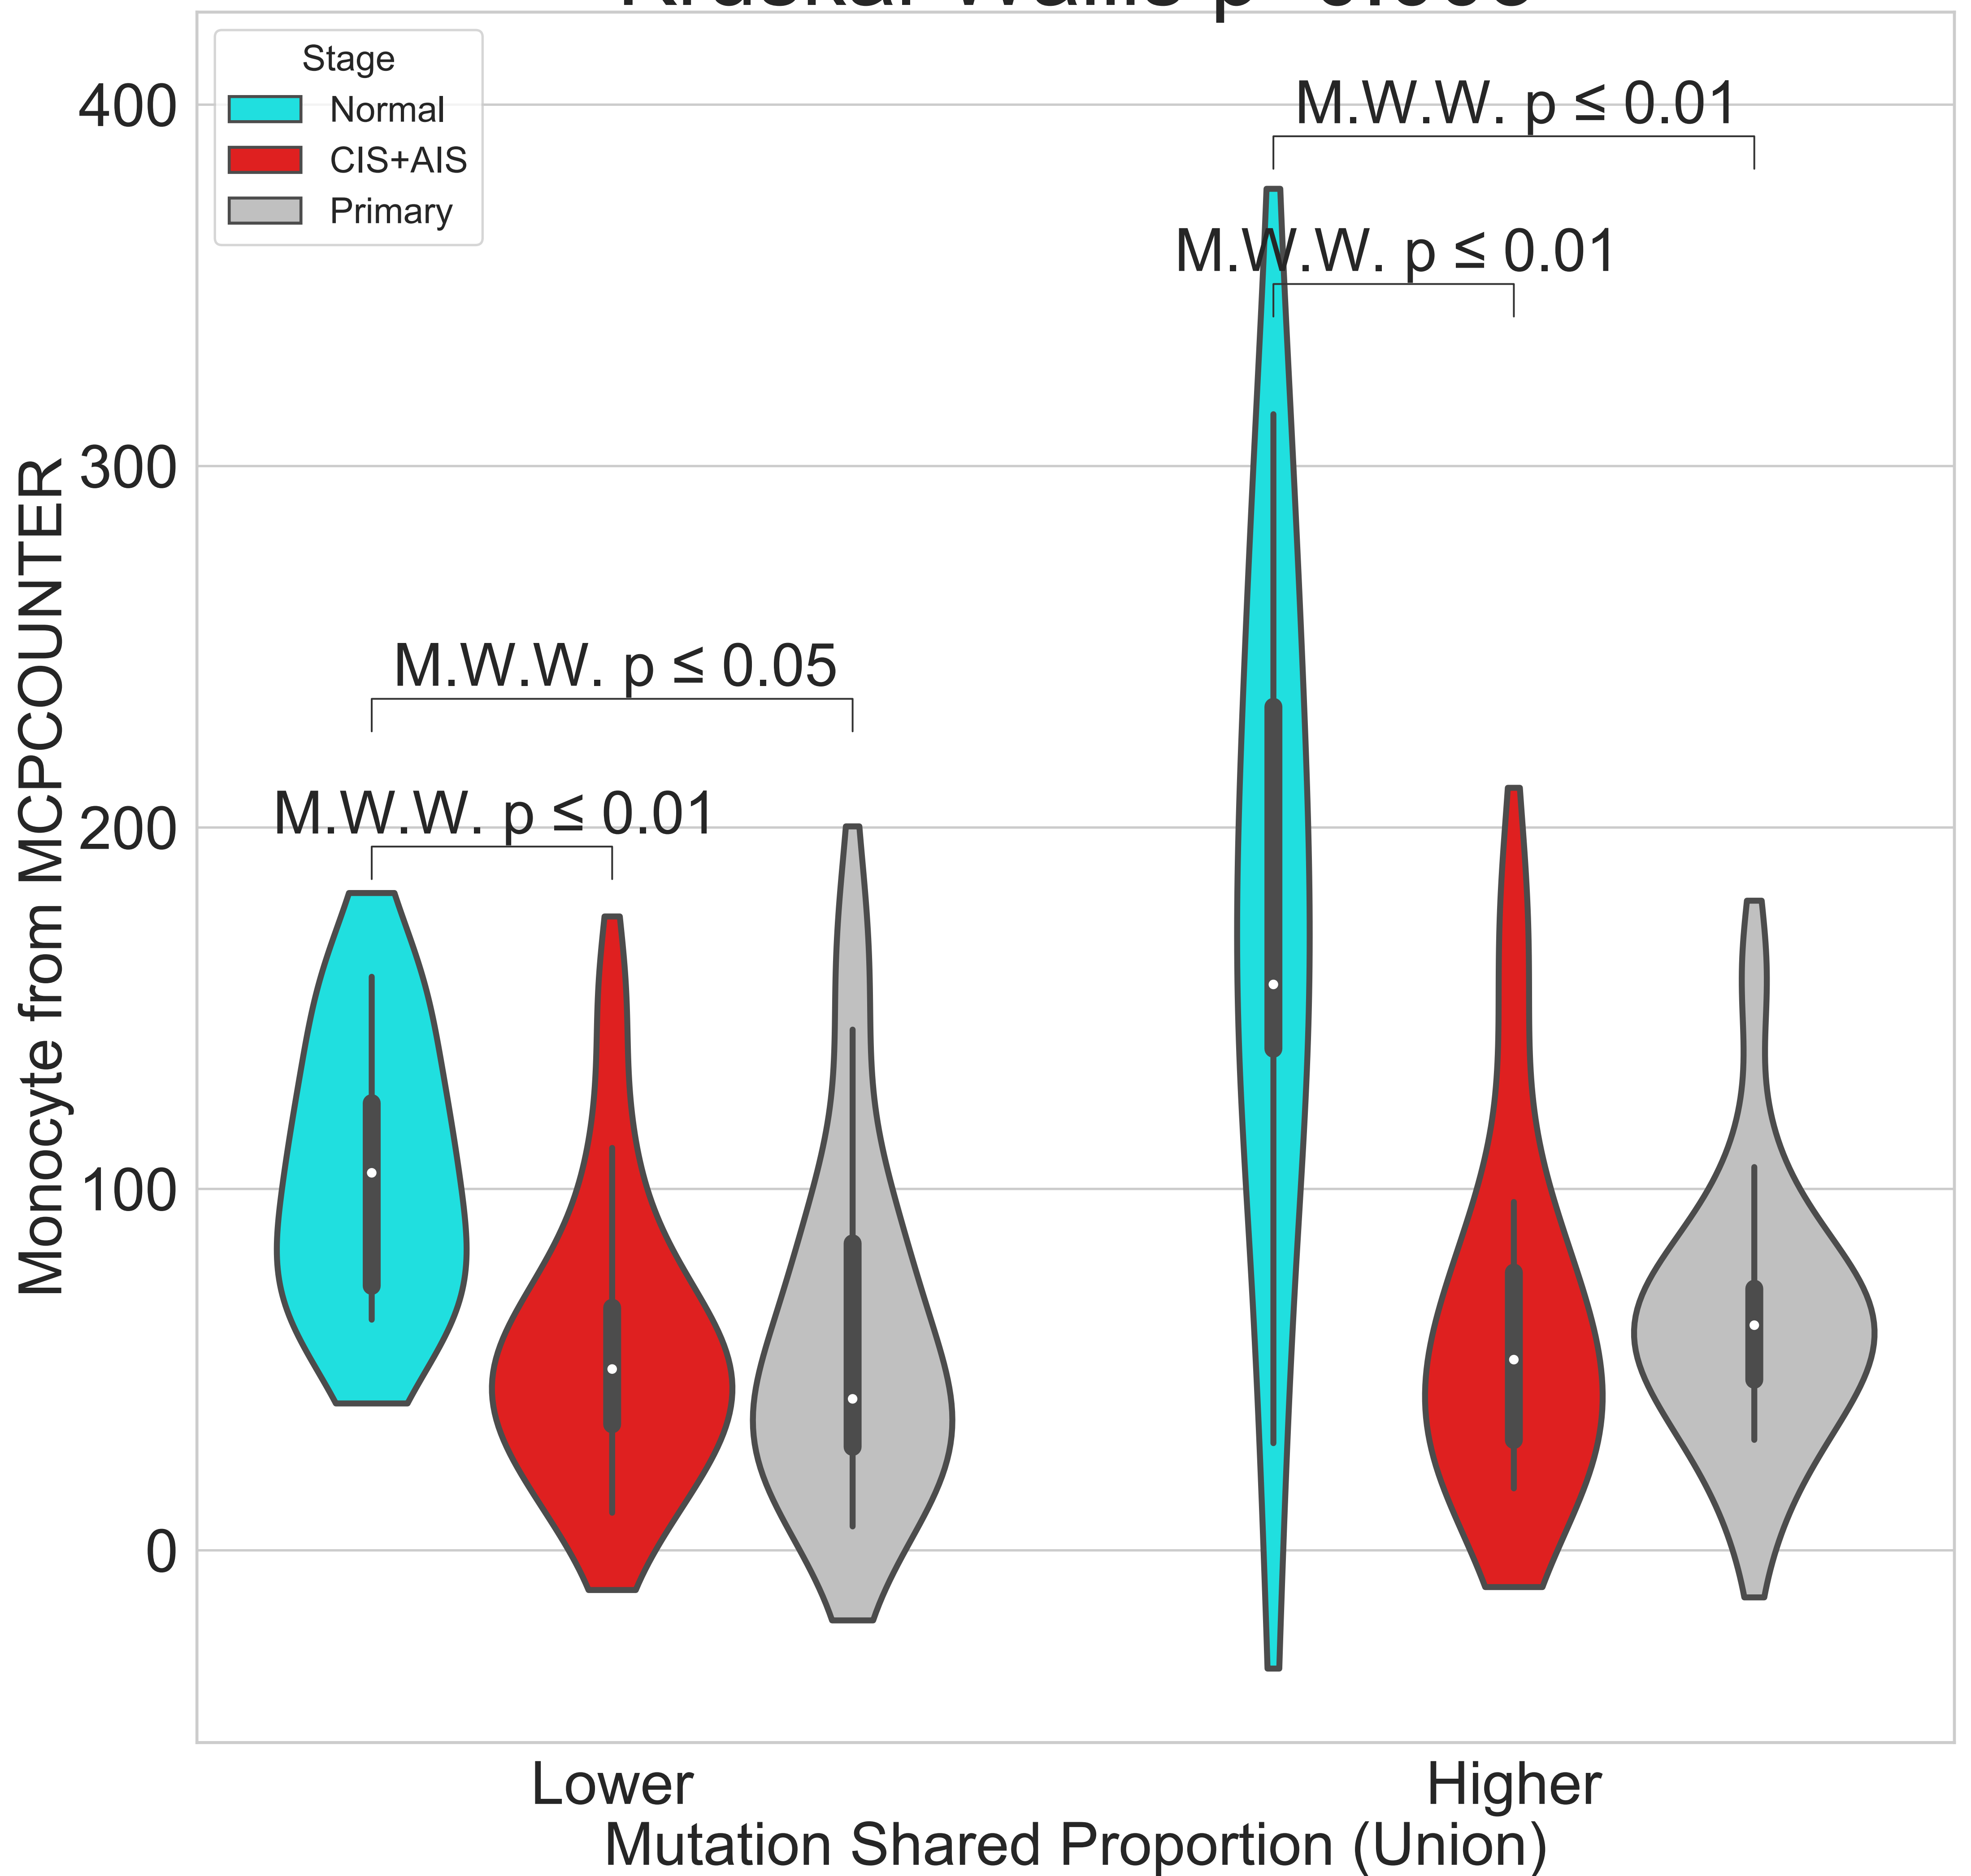 Stage
Normal
CIS+AIS
Primary
M.W.W. p ≤ 0.01
M.W.W. p ≤ 0.01
M.W.W. p ≤ 0.05
M.W.W. p ≤ 0.01
400
300
200
100
0
Monocyte from MCPCOUNTER
Lower
Higher
Mutation Shared Proportion (Union)